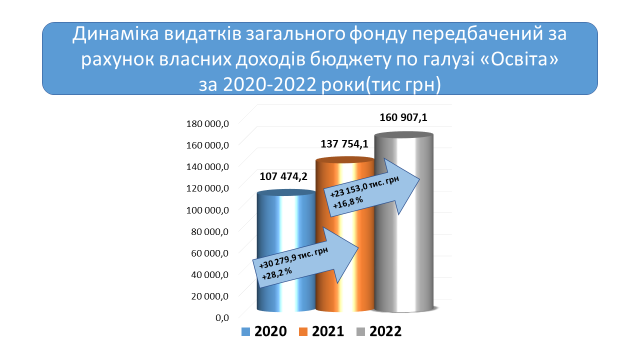 Динаміка видатків загального фонду передбачений за
рахунок власних доходів бюджету по галузі «Освіта»
за 2020-2022 роки(тис грн)
180 000,0
160 000,0
140 000,0
120 000,0
100 000,0
80 000,0
60 000,0
40 000,0
20 000,0
0,0
107 474,2
137 754,1
160 907,1
+30 279,9 тис. грн
+28,2 %
+23 153,0 тис. грн
+16,8 %
2020 2021 2022